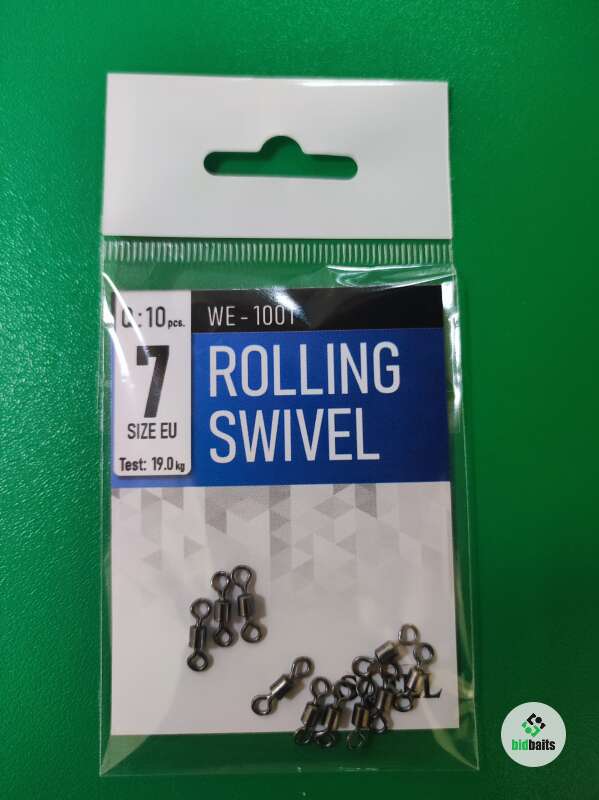 Q: 10 pcs.
WE - 1001
7
SIZE EU
Test: 19.0 kg
ROLLING
SWIVEL
bidbaits